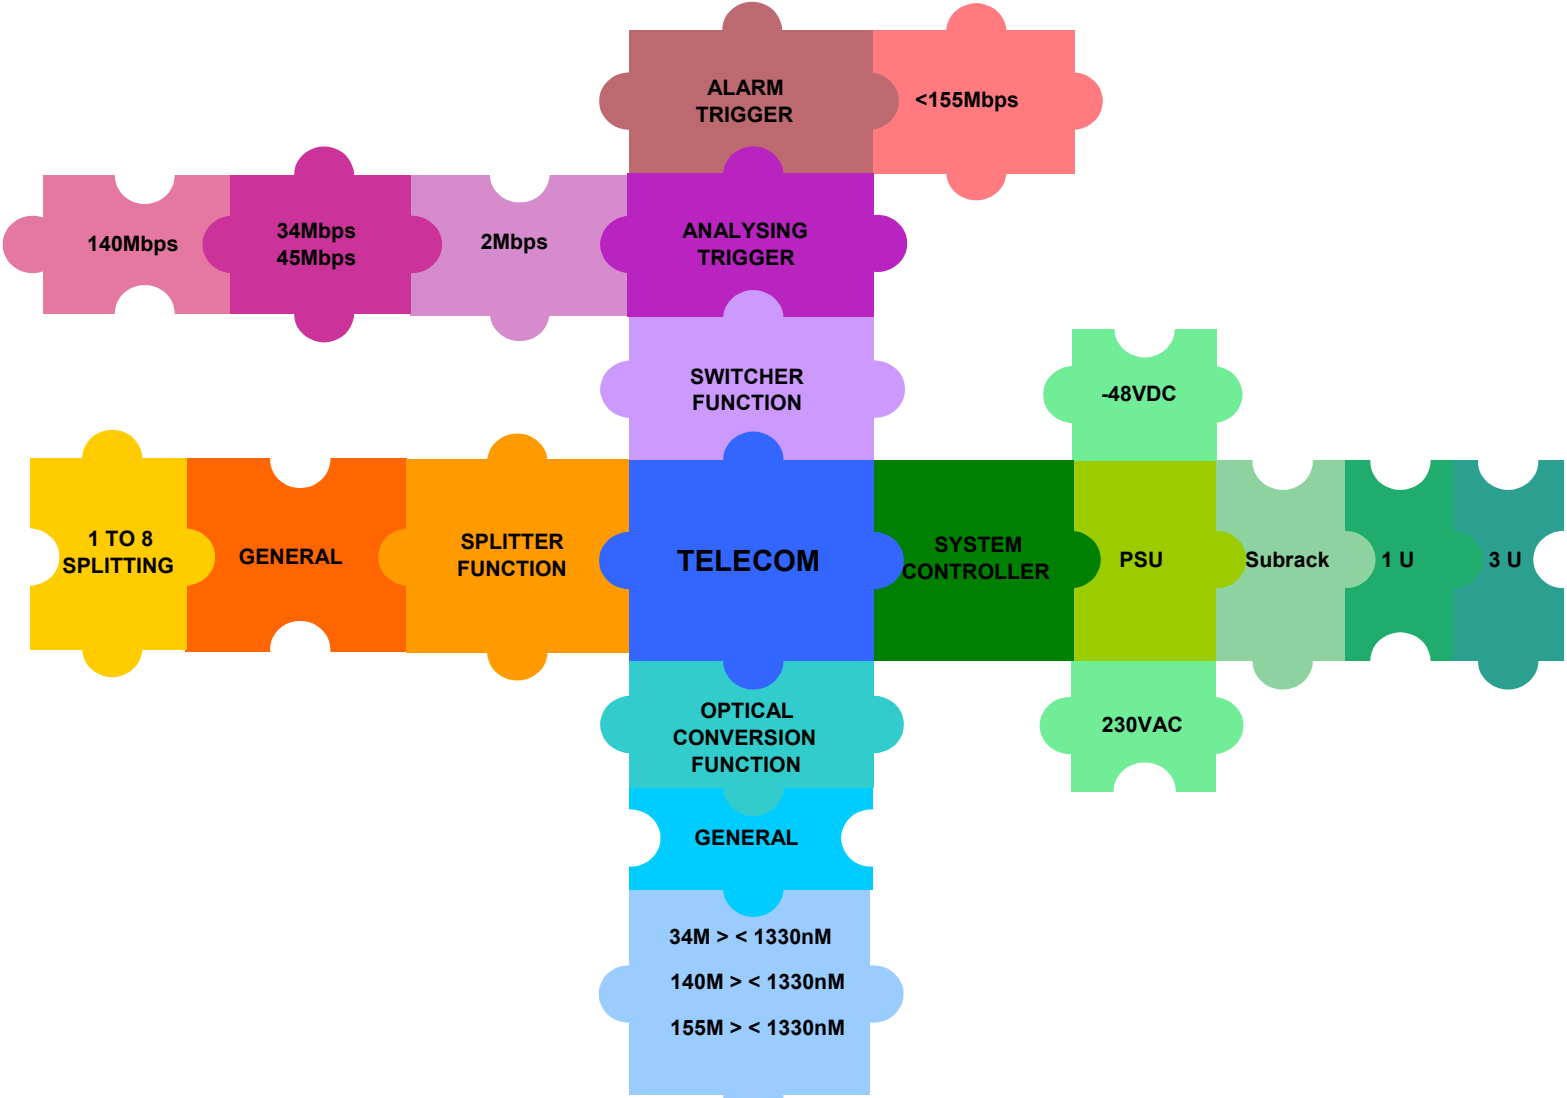 ALARM
TRIGGER
<155Mbps
140Mbps
34Mbps
45Mbps
2Mbps
ANALYSING
TRIGGER
SWITCHER
FUNCTION
-48VDC
1 TO 8
SPLITTING
GENERAL
SPLITTER
FUNCTION
TELECOM
SYSTEM
CONTROLLER
PSU
Subrack
1 U
3 U
OPTICAL
CONVERSION
FUNCTION
230VAC
GENERAL
34M > < 1330nM
140M > < 1330nM
155M > < 1330nM